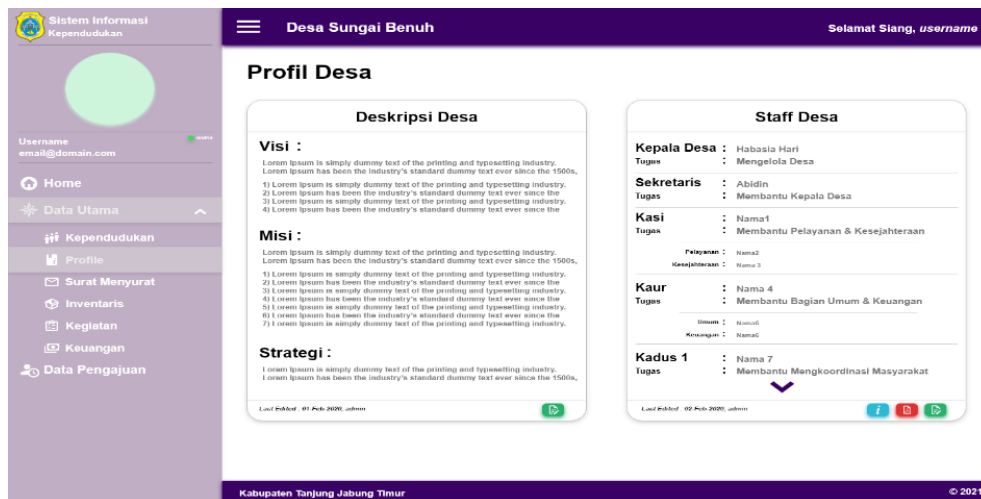 Sistem Informasi
Kependudukan
Desa Sungai Benuh
Selamat Siang, username
Username
email@domain.com
Home
Data Utama
Kependudukan
Profile
Surat Menyurat
Inventaris
Kegiatan
Keuangan
Data Pengajuan
Profil Desa
Deskripsi Desa
Visi :
Lorem Ipsum is simply dummy text of the printing and typesetting industry.
Lorem Ipsum has been the industry's standard dummy text ever since the 1500s,
1) Lorem Ipsum is simply dummy text of the printing and typesetting industry.
2) Lorem Ipsum has been the industry's standard dummy text ever since the
3) Lorem Ipsum is simply dummy text of the printing and typesetting industry.
4) Lorem Ipsum has been the industry's standard dummy text ever since the
Misi :
Lorem Ipsum is simply dummy text of the printing and typesetting industry.
Lorem Ipsum has been the industry's standard dummy text ever since the 1500s,
1) Lorem Ipsum is simply dummy text of the printing and typesetting industry.
2) Lorem Ipsum has been the industry's standard dummy text ever since the
3) Lorem Ipsum is simply dummy text of the printing and typesetting industry.
4) Lorem Ipsum has been the industry's standard dummy text ever since the
5) Lorem Ipsum is simply dummy text of the printing and typesetting industry.
6) Lorem Ipsum has been the industry's standard dummy text ever since the
7) Lorem Ipsum is simply dummy text of the printing and typesetting industry.
Strategi :
Lorem Ipsum is simply dummy text of the printing and typesetting industry.
Lorem Ipsum has been the industry's standard dummy text ever since the 1500s,
Last Edited : 01 Feb 2020, admin
Staff Desa
Kepala Desa : Habasia Hari
Tugas : Mengelola Desa
Sekretaris : Abidin
Tugas : Membantu Kepala Desa
Kasi : Nama1
Tugas : Membantu Pelayanan & Kesejahteraan
Pelayanan : Nama2
Kesejahteraan : Nama 3
Kaur : Nama 4
Tugas : Membantu Bagian Umum & Keuangan
Umum : Nama5
Keuangan : Nama6
Kadus 1 : Nama 7
Tugas : Membantu Mengkoordinasi Masyarakat
Last Edited : 02 Feb 2020, admin
Kabupaten Tanjung Jabung Timur
© 2021